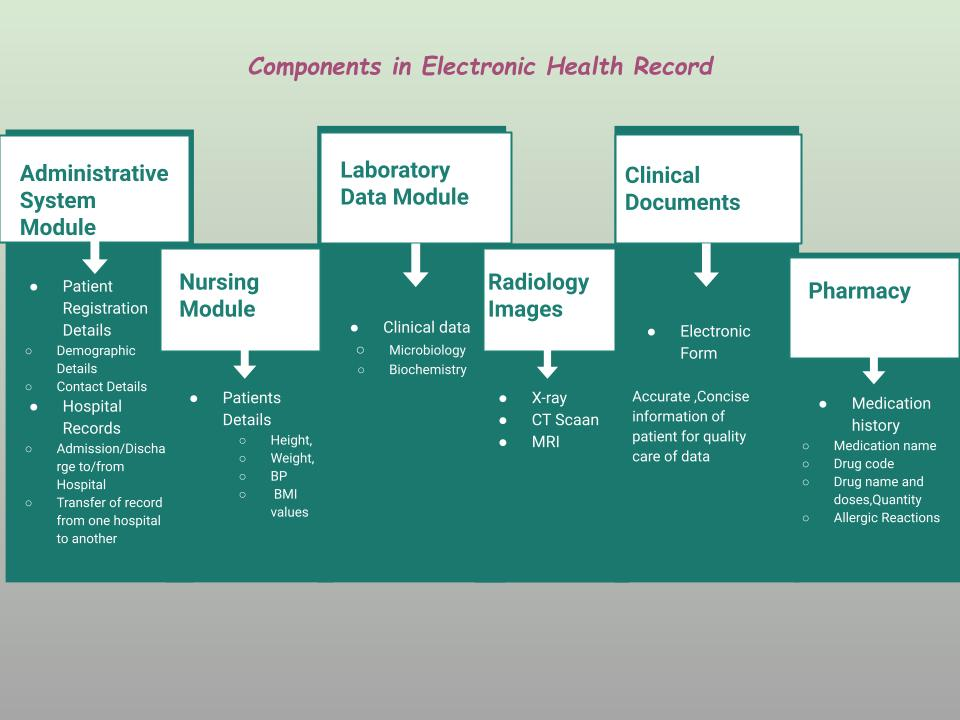 Components in Electronic Health Record
Administrative
System
Module
● Patient
Registration
Details
○ Demographic
Details
○ Contact Details
● Hospital
Records
○ Admission/Discha
rge to/from
Hospital
○ Transfer of record
from one hospital
to another
Nursing
Module
● Patients
Details
○ Height,
○ Weight,
○ BP
○ BMI
values
Laboratory
Data Module
● Clinical data
○ Microbiology
○ Biochemistry
Radiology
Images
● X-ray
● CT Scaan
● MRI
Clinical
Documents
● Electronic
Form
Accurate ,Concise
information of
patient for quality
care of data
Pharmacy
● Medication
history
○ Medication name
○ Drug code
○ Drug name and
doses,Quantity
○ Allergic Reactions